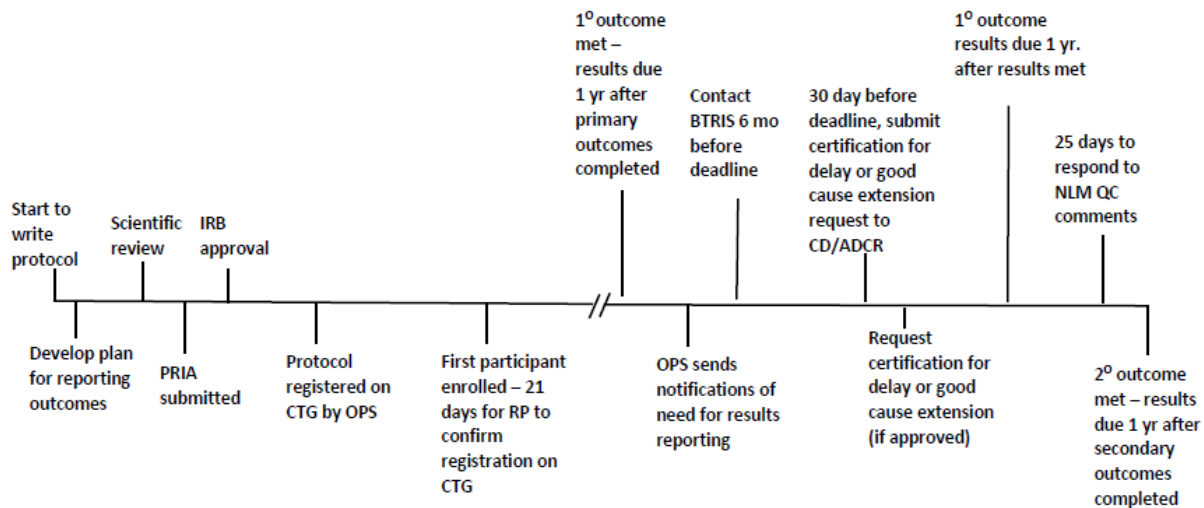 Start to
write
protocol
Scientific
review
IRB
approval
1º outcome
met –
results due
1 yr after
primary
outcomes
completed
Contact
BTRIS 6 mo
before
deadline
30 day before
deadline, submit
certification for
delay or good
cause extension
request to
CD/ADCR
1º outcome
results due 1 yr.
after results met
25 days to
respond to
NLM QC
comments
Develop plan
for reporting
outcomes
PRIA
submitted
Protocol
registered on
CTG by OPS
First participant
enrolled – 21
days for RP to
confirm
registration on
CTG
OPS sends
notifications of
need for results
reporting
Request
certification for
delay or good
cause extension
(if approved)
2º outcome
met – results
due 1 yr after
secondary
outcomes
completed